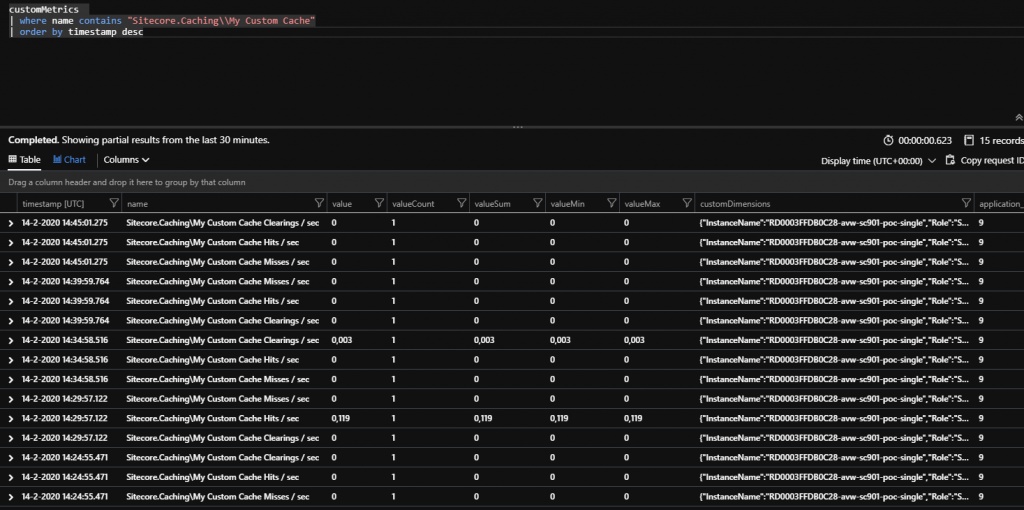 customMetrics
| where name contains "Sitecore.Caching\\My Custom Cache"
| order by timestamp desc
Completed. Showing partial results from the last 30 minutes. 00:00:00.623 15 records
Table Chart Columns Display time (UTC+00:00) Copy request ID
Drag a column header and drop it here to group by that column
timestamp [UTC] name value valueCount valueSum valueMin valueMax customDimensions application_
14-2-2020 14:45:01.275 Sitecore.Caching\My Custom Cache Clearings / sec 0 1 0 0 0 {"InstanceName":"RD0003FFDB0C28-avw-sc901-poc-single","Role":"S... 9
14-2-2020 14:45:01.275 Sitecore.Caching\My Custom Cache Hits / sec 0 1 0 0 0 {"InstanceName":"RD0003FFDB0C28-avw-sc901-poc-single","Role":"S... 9
14-2-2020 14:45:01.275 Sitecore.Caching\My Custom Cache Misses / sec 0 1 0 0 0 {"InstanceName":"RD0003FFDB0C28-avw-sc901-poc-single","Role":"S... 9
14-2-2020 14:39:59.764 Sitecore.Caching\My Custom Cache Misses / sec 0 1 0 0 0 {"InstanceName":"RD0003FFDB0C28-avw-sc901-poc-single","Role":"S... 9
14-2-2020 14:39:59.764 Sitecore.Caching\My Custom Cache Hits / sec 0 1 0 0 0 {"InstanceName":"RD0003FFDB0C28-avw-sc901-poc-single","Role":"S... 9
14-2-2020 14:39:59.764 Sitecore.Caching\My Custom Cache Clearings / sec 0 1 0 0 0 {"InstanceName":"RD0003FFDB0C28-avw-sc901-poc-single","Role":"S... 9
14-2-2020 14:34:58.516 Sitecore.Caching\My Custom Cache Clearings / sec 0,003 1 0,003 0,003 0,003 {"InstanceName":"RD0003FFDB0C28-avw-sc901-poc-single","Role":"S... 9
14-2-2020 14:34:58.516 Sitecore.Caching\My Custom Cache Hits / sec 0 1 0 0 0 {"InstanceName":"RD0003FFDB0C28-avw-sc901-poc-single","Role":"S... 9
14-2-2020 14:34:58.516 Sitecore.Caching\My Custom Cache Misses / sec 0 1 0 0 0 {"InstanceName":"RD0003FFDB0C28-avw-sc901-poc-single","Role":"S... 9
14-2-2020 14:29:57.122 Sitecore.Caching\My Custom Cache Misses / sec 0 1 0 0 0 {"InstanceName":"RD0003FFDB0C28-avw-sc901-poc-single","Role":"S... 9
14-2-2020 14:29:57.122 Sitecore.Caching\My Custom Cache Hits / sec 0,119 1 0,119 0,119 0,119 {"InstanceName":"RD0003FFDB0C28-avw-sc901-poc-single","Role":"S... 9
14-2-2020 14:29:57.122 Sitecore.Caching\My Custom Cache Clearings / sec 0 1 0 0 0 {"InstanceName":"RD0003FFDB0C28-avw-sc901-poc-single","Role":"S... 9
14-2-2020 14:24:55.471 Sitecore.Caching\My Custom Cache Clearings / sec 0 1 0 0 0 {"InstanceName":"RD0003FFDB0C28-avw-sc901-poc-single","Role":"S... 9
14-2-2020 14:24:55.471 Sitecore.Caching\My Custom Cache Hits / sec 0 1 0 0 0 {"InstanceName":"RD0003FFDB0C28-avw-sc901-poc-single","Role":"S... 9
14-2-2020 14:24:55.471 Sitecore.Caching\My Custom Cache Misses / sec 0 1 0 0 0 {"InstanceName":"RD0003FFDB0C28-avw-sc901-poc-single","Role":"S... 9